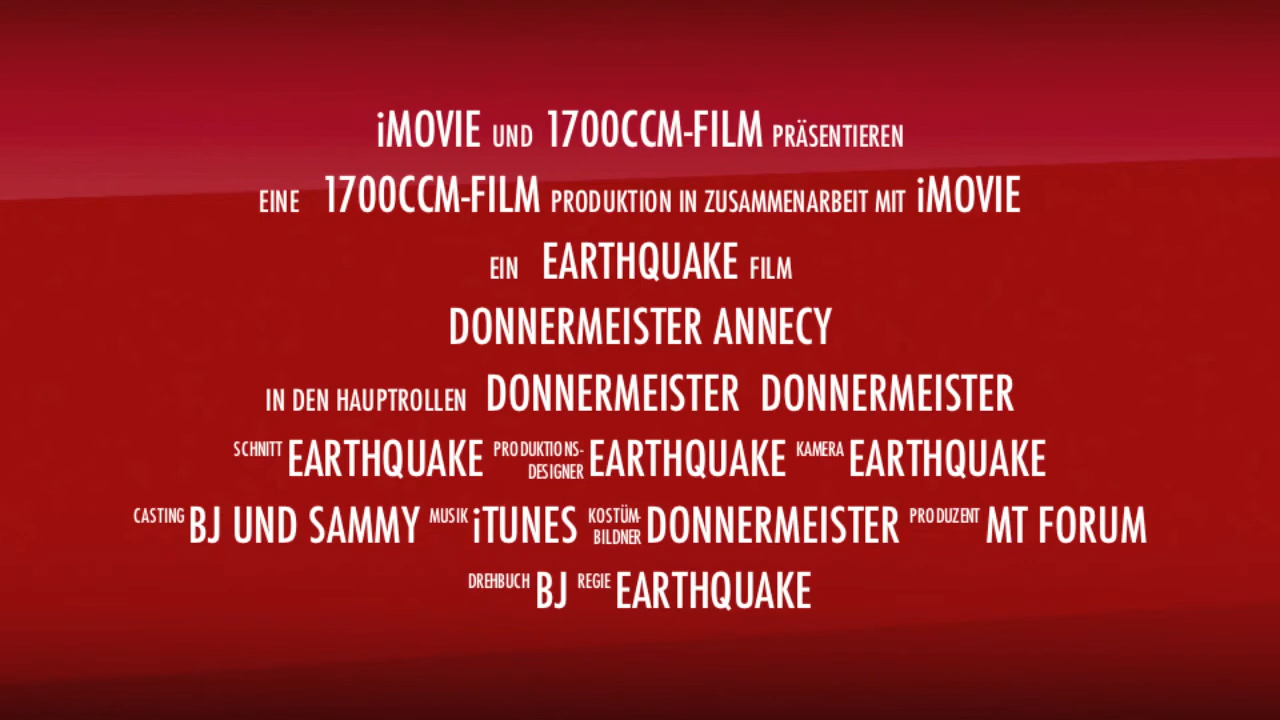 iMOVIE UND 1700CCM-FILM PRÄSENTIEREN
EINE 1700CCM-FILM PRODUKTION IN ZUSAMMENARBEIT MIT iMOVIE
EIN EARTHQUAKE FILM
DONNERMEISTER ANNECY
IN DEN HAUPTROLLEN DONNERMEISTER DONNERMEISTER
SCHNITT EARTHQUAKE PRODUKTIONS-DESIGNER EARTHQUAKE KAMERA EARTHQUAKE
CASTING BJ UND SAMMY MUSIK iTUNES KOSTÜM-BILDNER DONNERMEISTER PRODUZENT MT FORUM
DREHBUCH BJ REGIE EARTHQUAKE